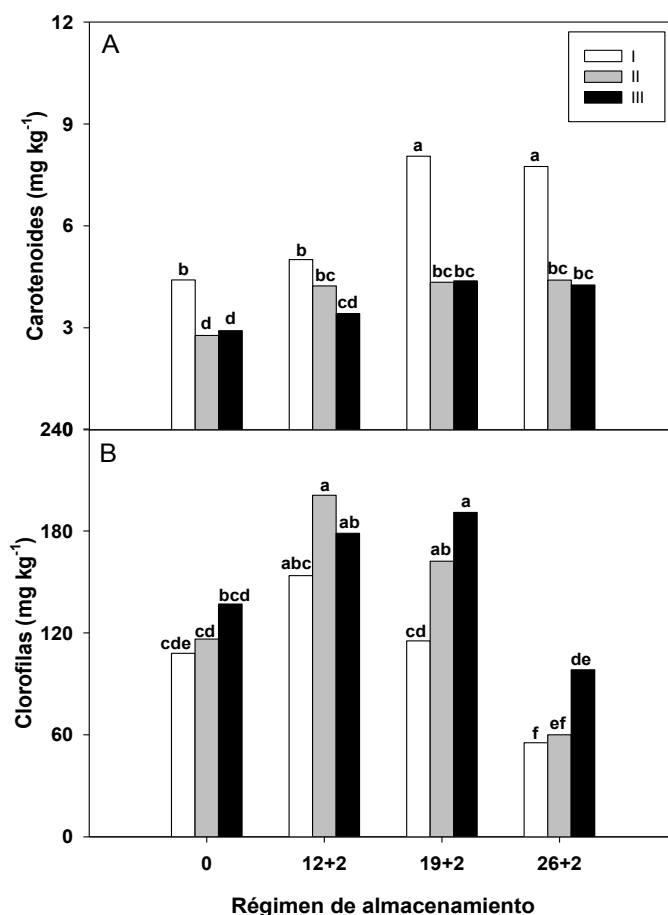 12
A
I
II
III
9
a
a
6
b
b
bc
bc bc
bc
bc
d
d
cd
3
Carotenoides (mg kg⁻¹)
0
240
B
a
a
ab
ab
180
abc
bcd
cde
cd
cd
120
de
60
f
ef
0
Clorofilas (mg kg⁻¹)
0 12+2 19+2 26+2
Régimen de almacenamiento